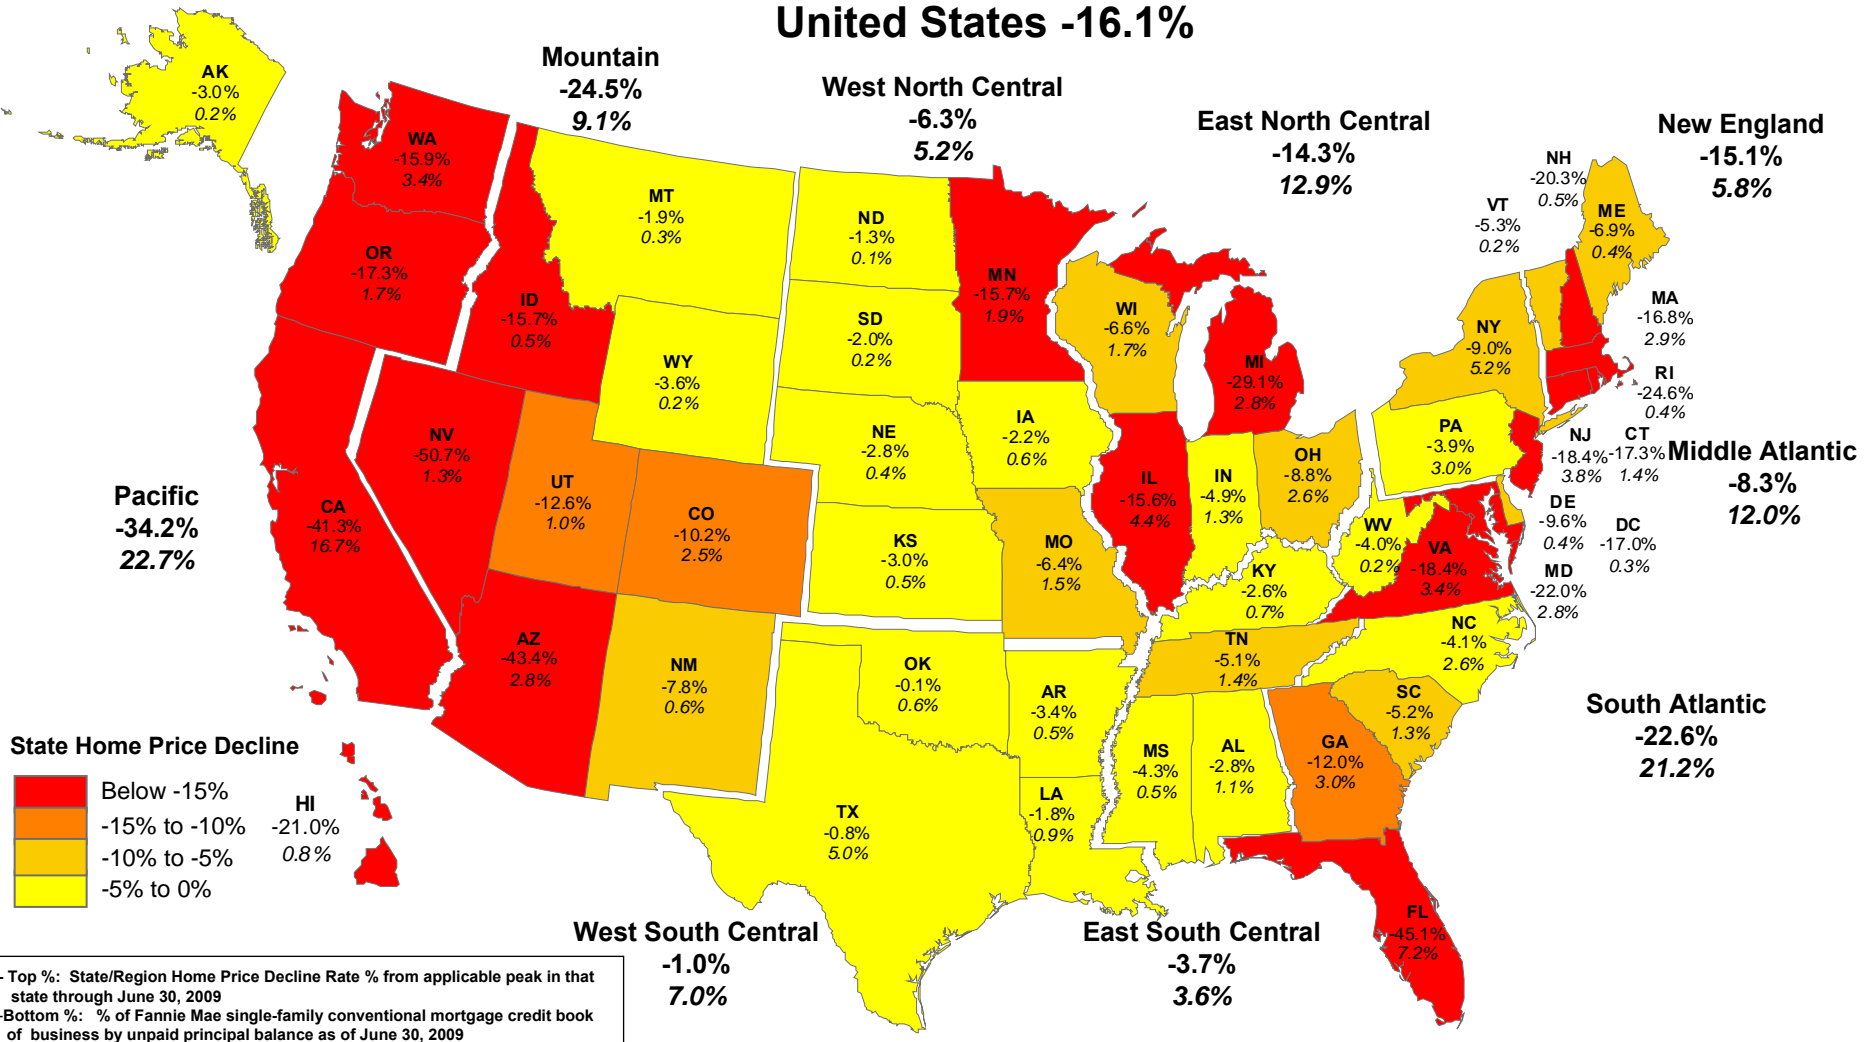 United States -16.1%
Mountain
-24.5%
9.1%
West North Central
-6.3%
5.2%
East North Central
-14.3%
12.9%
New England
-15.1%
5.8%
AK
-3.0%
0.2%
WA
-15.9%
3.4%
OR
-17.3%
1.7%
ID
-15.7%
0.5%
MT
-1.9%
0.3%
WY
-3.6%
0.2%
ND
-1.3%
0.1%
SD
-2.0%
0.2%
NE
-2.8%
0.4%
KS
-3.0%
0.5%
MN
-15.7%
1.9%
IA
-2.2%
0.6%
MO
-6.4%
1.5%
WI
-6.6%
1.7%
MI
-29.1%
2.8%
IL
-15.6%
4.4%
IN
-4.9%
1.3%
OH
-8.8%
2.6%
NH
-20.3%
0.5%
VT
-5.3%
0.2%
ME
-6.9%
0.4%
MA
-16.8%
2.9%
RI
-24.6%
0.4%
CT
-17.3%
1.4%
NY
-9.0%
5.2%
PA
-3.9%
3.0%
NJ
-18.4%
3.8%
Middle Atlantic
-8.3%
12.0%
DE
-9.6%
0.4%
DC
-17.0%
0.3%
MD
-22.0%
2.8%
WV
-4.0%
0.2%
VA
-18.4%
3.4%
KY
-2.6%
0.7%
TN
-5.1%
1.4%
NC
-4.1%
2.6%
SC
-5.2%
1.3%
GA
-12.0%
3.0%
FL
-45.1%
7.2%
South Atlantic
-22.6%
21.2%
AL
-2.8%
1.1%
MS
-4.3%
0.5%
East South Central
-3.7%
3.6%
AR
-3.4%
0.5%
LA
-1.8%
0.9%
OK
-0.1%
0.6%
TX
-0.8%
5.0%
West South Central
-1.0%
7.0%
NV
-50.7%
1.3%
UT
-12.6%
1.0%
CO
-10.2%
2.5%
AZ
-43.4%
2.8%
NM
-7.8%
0.6%
CA
-41.3%
16.7%
Pacific
-34.2%
22.7%
HI
-21.0%
0.8%
State Home Price Decline
Below -15%
-15% to -10%
-10% to -5%
-5% to 0%
- Top %: State/Region Home Price Decline Rate % from applicable peak in that
state through June 30, 2009
-Bottom %: % of Fannie Mae single-family conventional mortgage credit book
of business by unpaid principal balance as of June 30, 2009